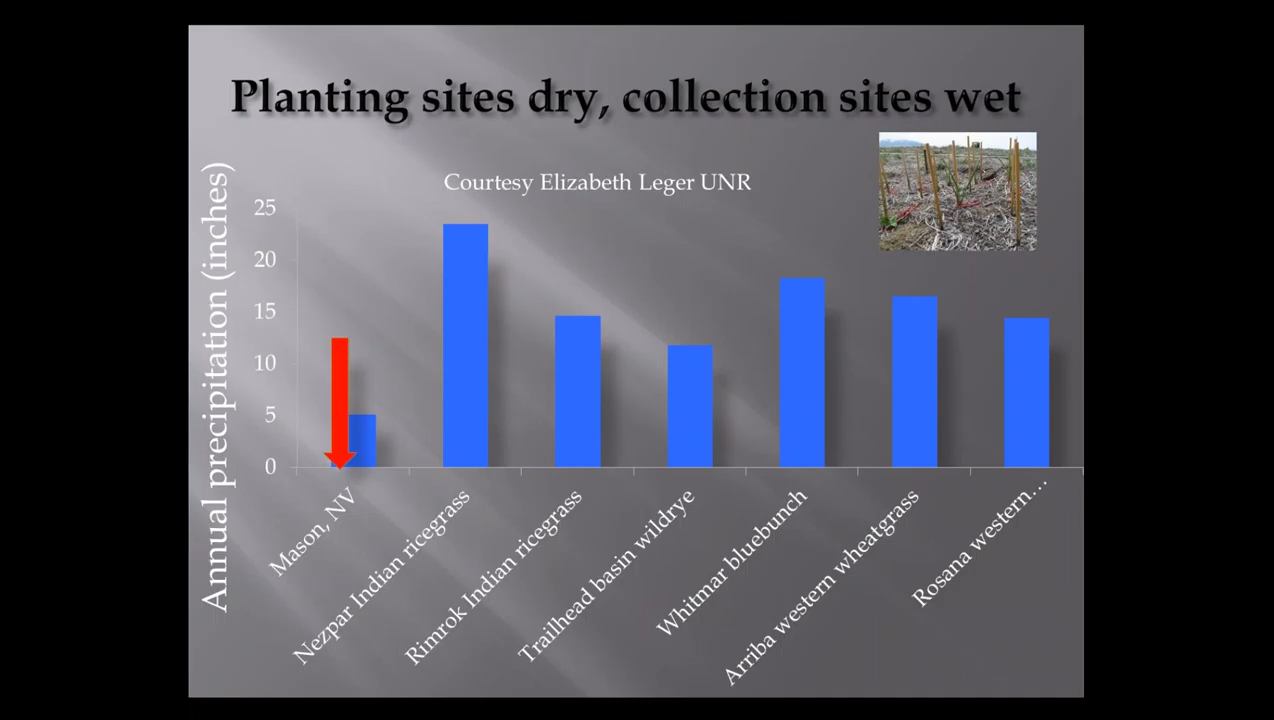 Planting sites dry, collection sites wet
Courtesy Elizabeth Leger UNR
Annual precipitation (inches)
25
20
15
10
5
0
Mason, NV
Nezpar Indian ricegrass
Rimrok Indian ricegrass
Trailhead basin wildrye
Whitmar bluebunch
Arriba western wheatgrass
Rosana western...